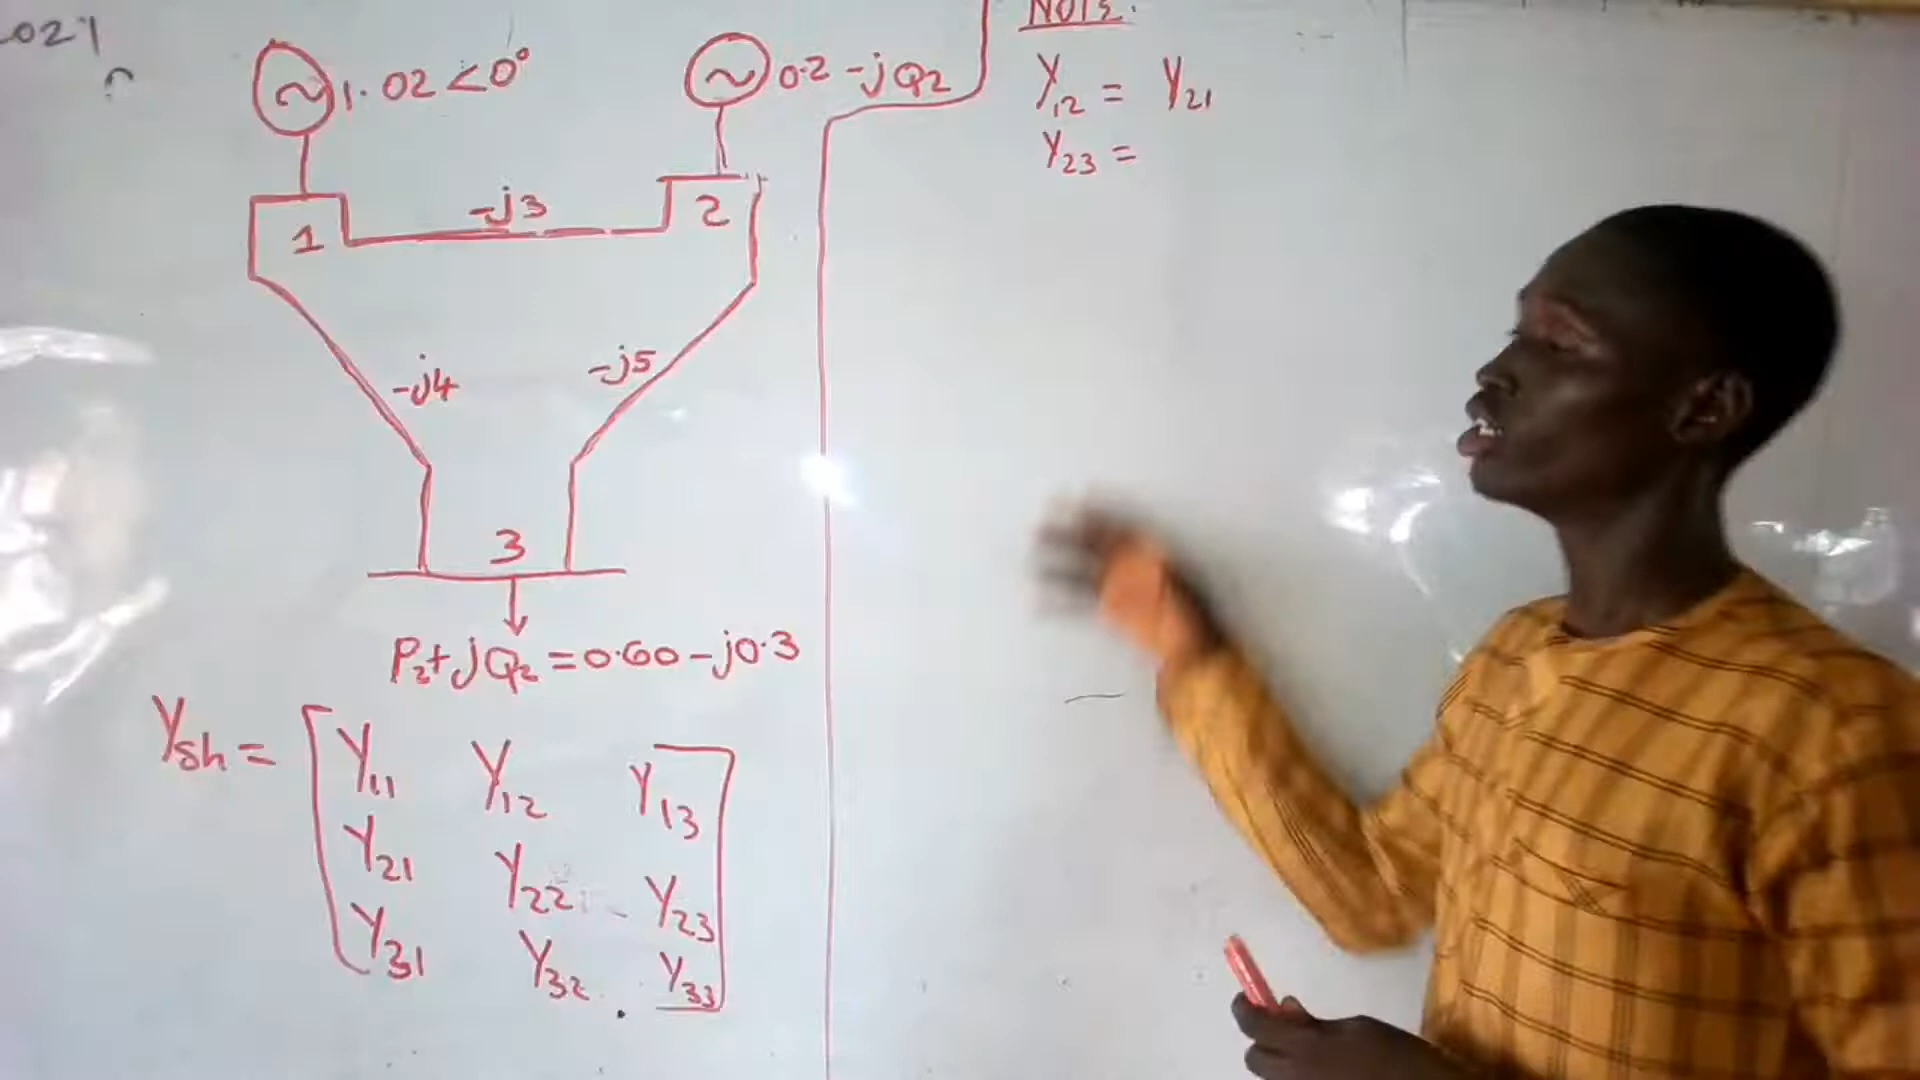 1.02<0°
0.2-jQ2
1
-j3
2
-j4
-j5
3
P2+jQ2=0.60-j0.3
Ysh=
Y11 Y12 Y13
Y21 Y22 Y23
Y31 Y32 Y33
NOTE:
Y12 = Y21
Y23 =